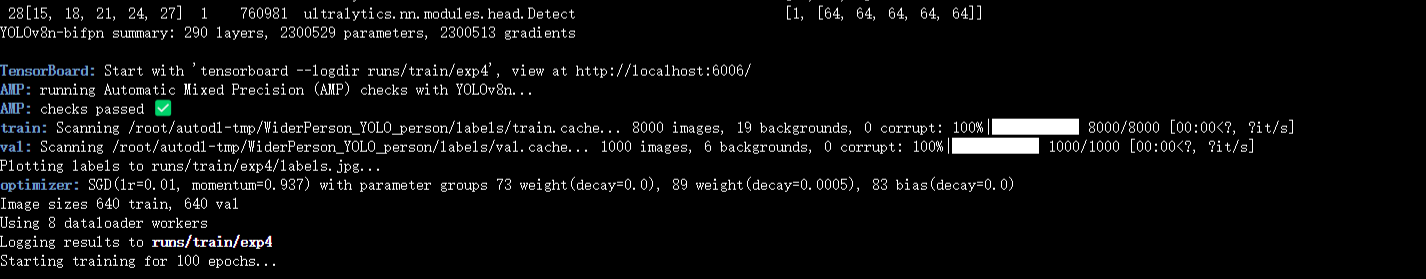 28[15, 18, 21, 24, 27] 1 760981 ultralytics.nn.modules.head.Detect [1, [64, 64, 64, 64, 64]]
YOLOv8n-bifpn summary: 290 layers, 2300529 parameters, 2300513 gradients
TensorBoard: Start with 'tensorboard --logdir runs/train/exp4', view at http://localhost:6006/
AMP: running Automatic Mixed Precision (AMP) checks with YOLOv8n...
AMP: checks passed ✅
train: Scanning /root/autodl-tmp/WiderPerson_YOLO_person/labels/train.cache... 8000 images, 19 backgrounds, 0 corrupt: 100%|██████████| 8000/8000 [00:00<?, ?it/s]
val: Scanning /root/autodl-tmp/WiderPerson_YOLO_person/labels/val.cache... 1000 images, 6 backgrounds, 0 corrupt: 100%|██████████| 1000/1000 [00:00<?, ?it/s]
Plotting labels to runs/train/exp4/labels.jpg...
optimizer: SGD(lr=0.01, momentum=0.937) with parameter groups 73 weight(decay=0.0), 89 weight(decay=0.0005), 83 bias(decay=0.0)
Image sizes 640 train, 640 val
Using 8 dataloader workers
Logging results to runs/train/exp4
Starting training for 100 epochs...